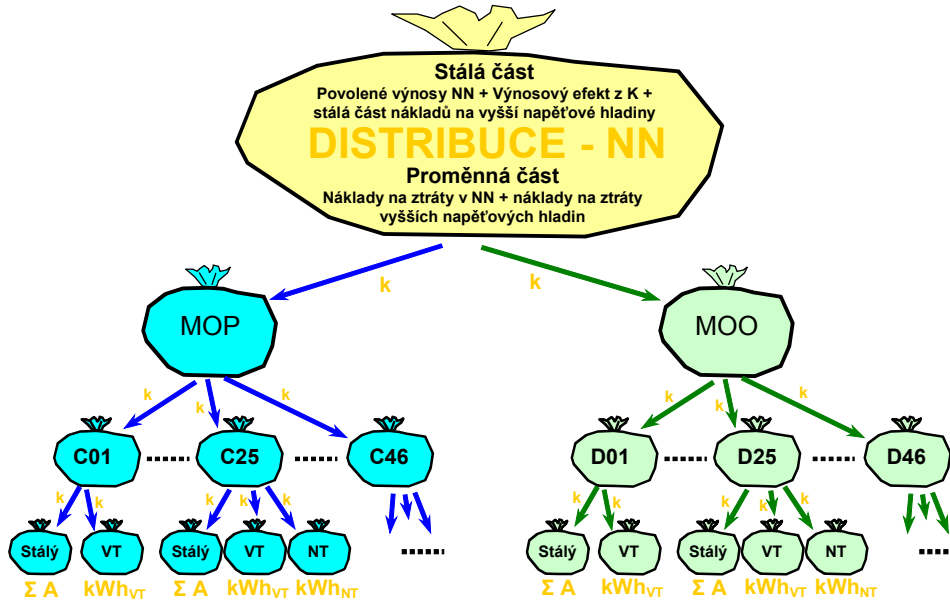 Stálá část
Povolené výnosy NN + Výnosový efekt z K +
stálá část nákladů na vyšší napěťové hladiny
DISTRIBUCE - NN
Proměnná část
Náklady na ztráty v NN + náklady na ztráty
vyšších napěťových hladin
k k
MOP MOO
k k k k k k
C01 C25 C46 D01 D25 D46
k k k k k k k k k k
Stálý VT Stálý VT NT Stálý VT Stálý VT NT
Σ A kWhVT Σ A kWhVT kWhNT Σ A kWhVT Σ A kWhVT kWhNT